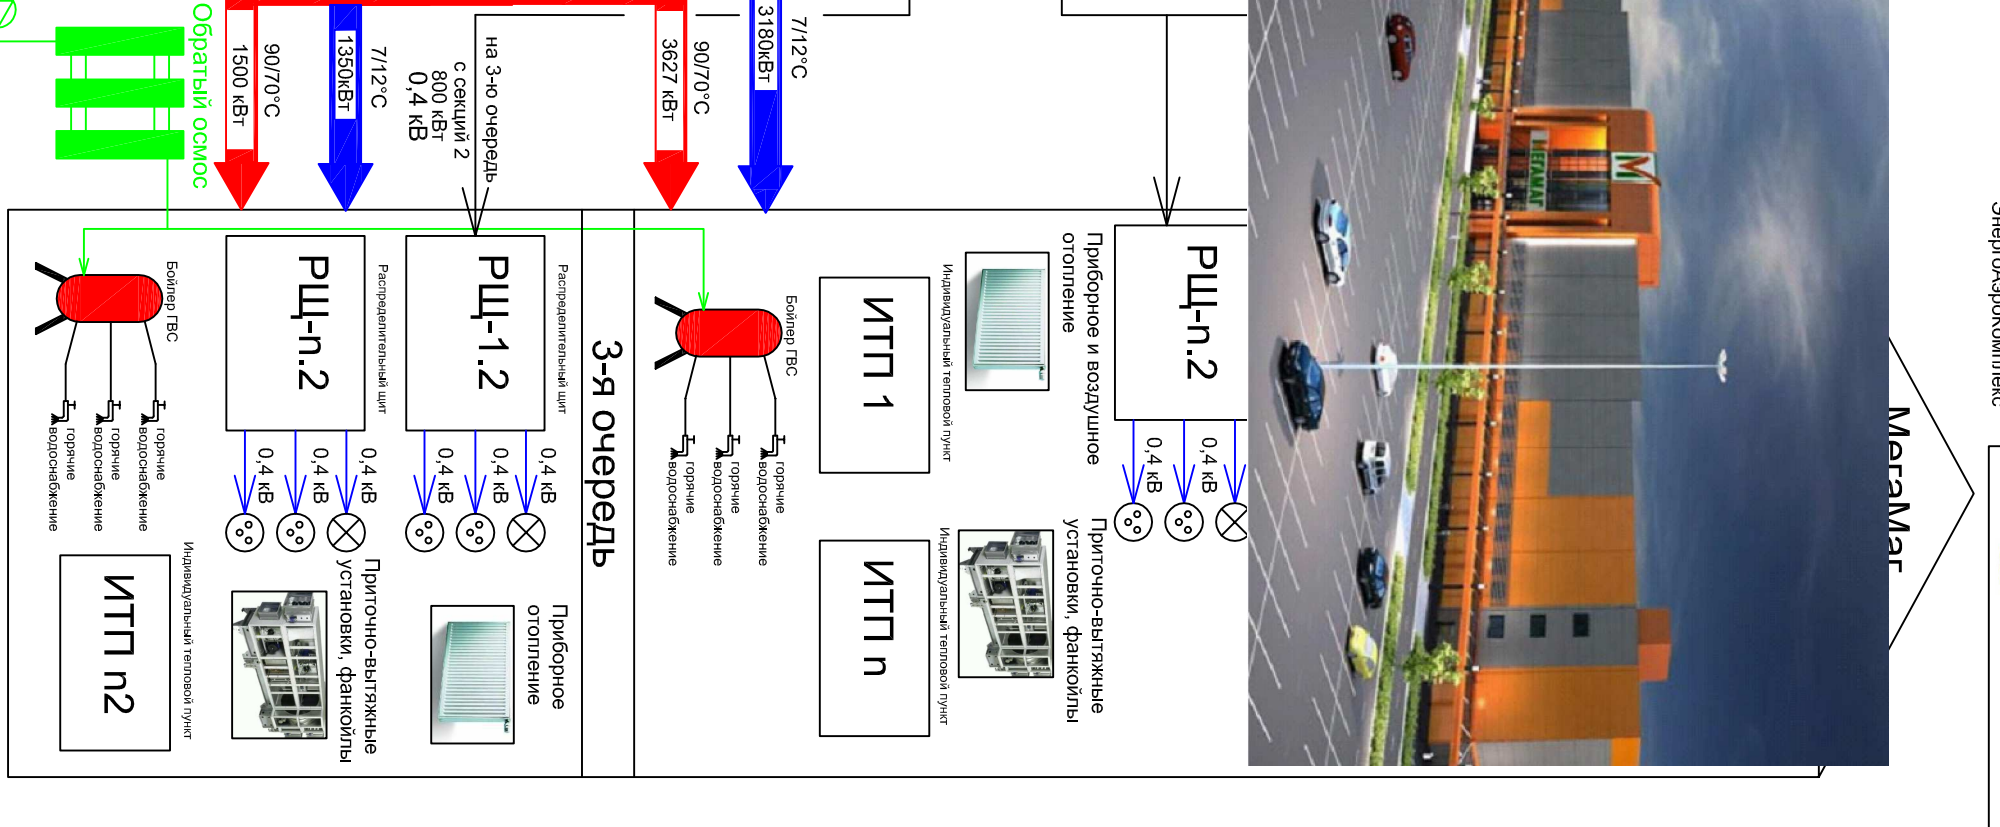 МегаМаг
М
МЕГАМАГ
РЩ-n.2
0,4 кВ
0,4 кВ
Приборное и воздушное
отопление
Приточно-вытяжные
установки, фанкойлы
Индивидуальный тепловой пункт
ИТП 1
Индивидуальный тепловой пункт
ИТП n
7/12°C
3180кВт
90/70°C
3627 кВт
Бойлер ГВС
горячие
водоснабжение
горячие
водоснабжение
горячие
водоснабжение
3-я очередь
на 3-ю очередь
с секций 2
800 кВт
0,4 кВ
Распределительный щит
РЩ-1.2
0,4 кВ
0,4 кВ
0,4 кВ
Приборное
отопление
7/12°C
1350кВт
Распределительный щит
РЩ-n.2
0,4 кВ
0,4 кВ
0,4 кВ
Приточно-вытяжные
установки, фанкойлы
90/70°C
1500 кВт
Обратый осмос
Бойлер ГВС
горячие
водоснабжение
горячие
водоснабжение
горячие
водоснабжение
Индивидуальный тепловой пункт
ИТП n2